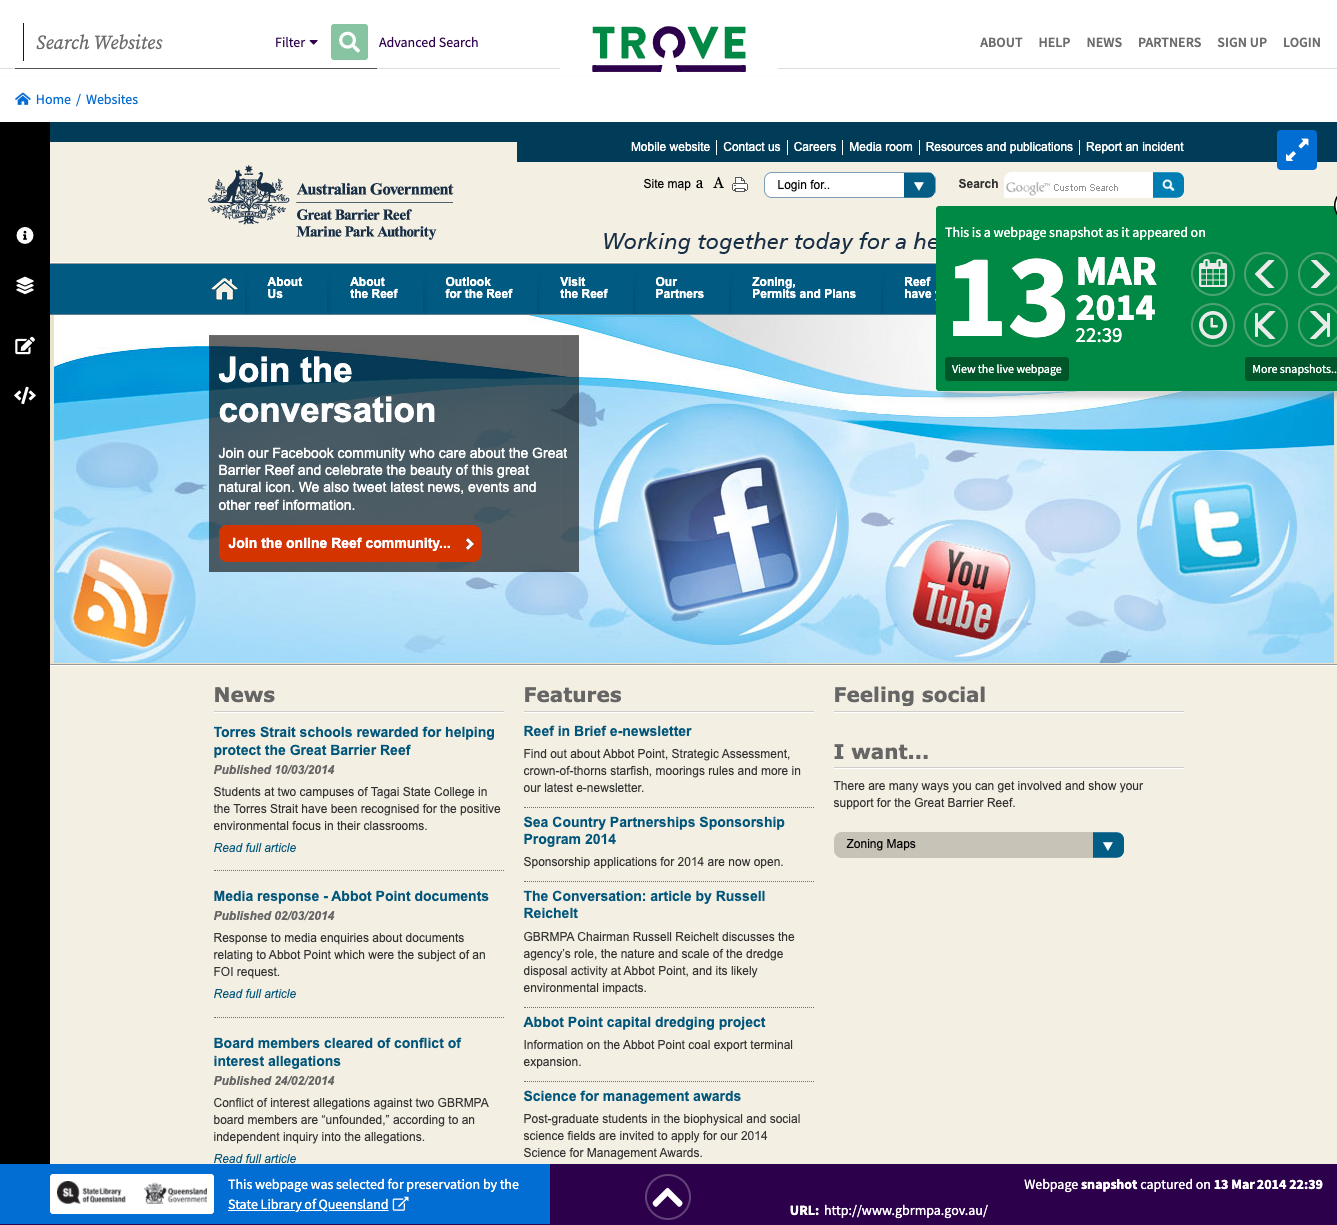 Search Websites
Filter
Advanced Search
TROVE
ABOUT HELP NEWS PARTNERS SIGN UP LOGIN
Home / Websites
Mobile website | Contact us | Careers | Media room | Resources and publications | Report an incident
Australian Government
Great Barrier Reef
Marine Park Authority
Site map a A
Login for..
Search
Google™ Custom Search
Working together today for a he
This is a webpage snapshot as it appeared on
13 MAR
2014
22:39
View the live webpage
More snapshots..
About
Us
About
the Reef
Outlook
for the Reef
Visit
the Reef
Our
Partners
Zoning,
Permits and Plans
Reef
have
Join the
conversation
Join our Facebook community who care about the Great
Barrier Reef and celebrate the beauty of this great
natural icon. We also tweet latest news, events and
other reef information.
Join the online Reef community...
f
You
Tube
t
News
Torres Strait schools rewarded for helping
protect the Great Barrier Reef
Published 10/03/2014
Students at two campuses of Tagai State College in
the Torres Strait have been recognised for the positive
environmental focus in their classrooms.
Read full article
Media response - Abbot Point documents
Published 02/03/2014
Response to media enquiries about documents
relating to Abbot Point which were the subject of an
FOI request.
Read full article
Board members cleared of conflict of
interest allegations
Published 24/02/2014
Conflict of interest allegations against two GBRMPA
board members are “unfounded,” according to an
independent inquiry into the allegations.
Read full article
Features
Reef in Brief e-newsletter
Find out about Abbot Point, Strategic Assessment,
crown-of-thorns starfish, moorings rules and more in
our latest e-newsletter.
Sea Country Partnerships Sponsorship
Program 2014
Sponsorship applications for 2014 are now open.
The Conversation: article by Russell
Reichelt
GBRMPA Chairman Russell Reichelt discusses the
agency's role, the nature and scale of the dredge
disposal activity at Abbot Point, and its likely
environmental impacts.
Abbot Point capital dredging project
Information on the Abbot Point coal export terminal
expansion.
Science for management awards
Post-graduate students in the biophysical and social
science fields are invited to apply for our 2014
Science for Management Awards.
Feeling social
I want...
There are many ways you can get involved and show your
support for the Great Barrier Reef.
Zoning Maps
SL State Library
of Queensland
Queensland
Government
This webpage was selected for preservation by the
State Library of Queensland
Webpage snapshot captured on 13 Mar 2014 22:39
URL: http://www.gbrmpa.gov.au/